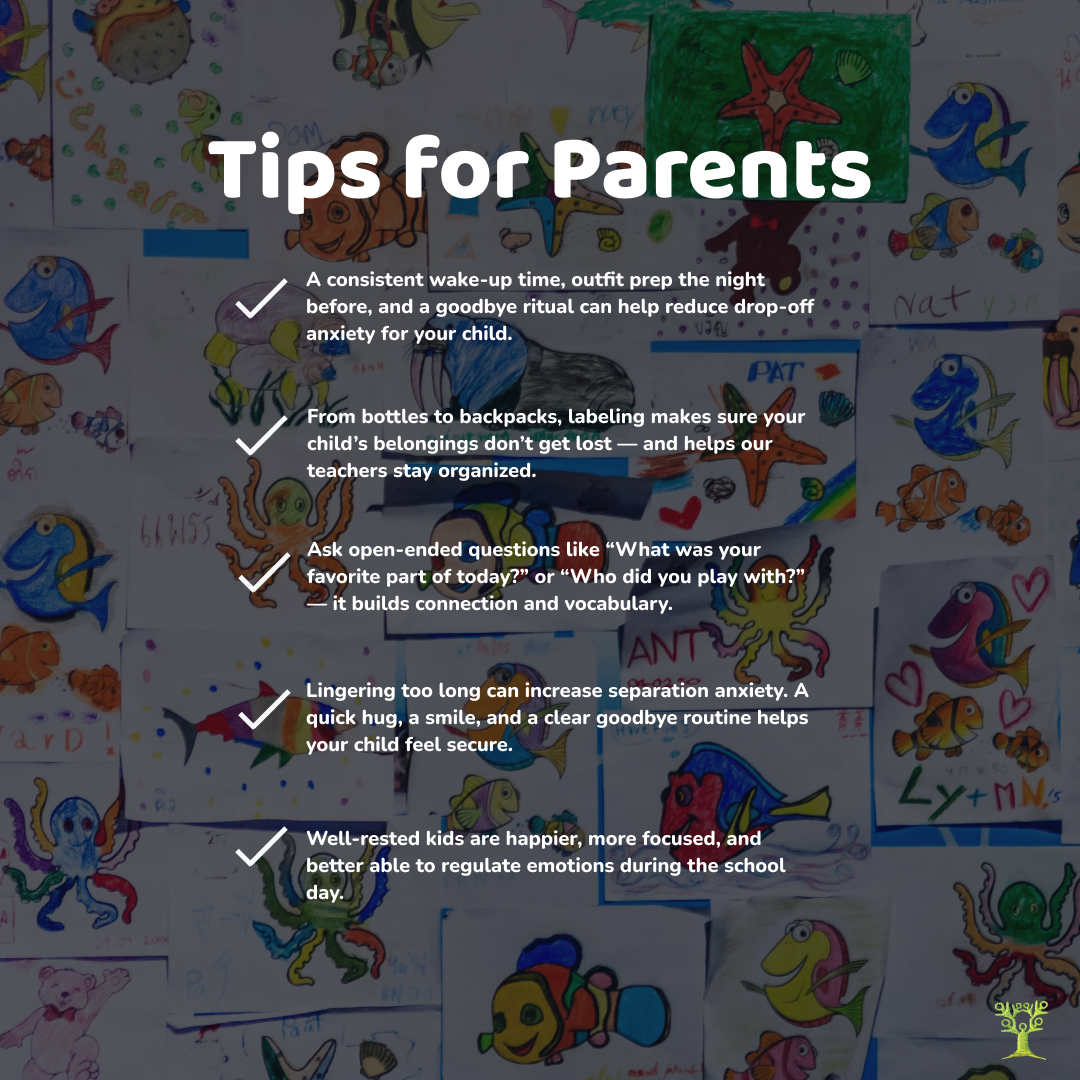 Tips for Parents
A consistent wake-up time, outfit prep the night
before, and a goodbye ritual can help reduce drop-off
anxiety for your child.
From bottles to backpacks, labeling makes sure your
child’s belongings don’t get lost — and helps our
teachers stay organized.
Ask open-ended questions like “What was your
favorite part of today?” or “Who did you play with?”
— it builds connection and vocabulary.
Lingering too long can increase separation anxiety. A
quick hug, a smile, and a clear goodbye routine helps
your child feel secure.
Well-rested kids are happier, more focused, and
better able to regulate emotions during the school
day.
PAT
ANT
Ly+MN